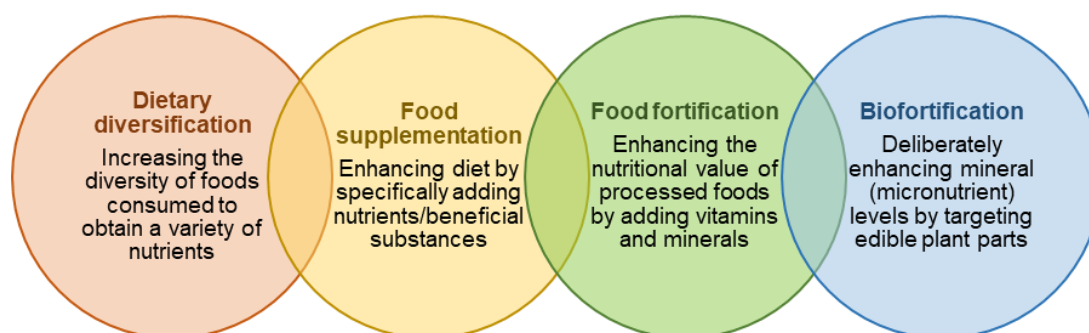 Dietary
diversification
Increasing the
diversity of foods
consumed to
obtain a variety of
nutrients
Food
supplementation
Enhancing diet by
specifically adding
nutrients/beneficial
substances
Food fortification
Enhancing the
nutritional value of
processed foods
by adding vitamins
and minerals
Biofortification
Deliberately
enhancing mineral
(micronutrient)
levels by targeting
edible plant parts